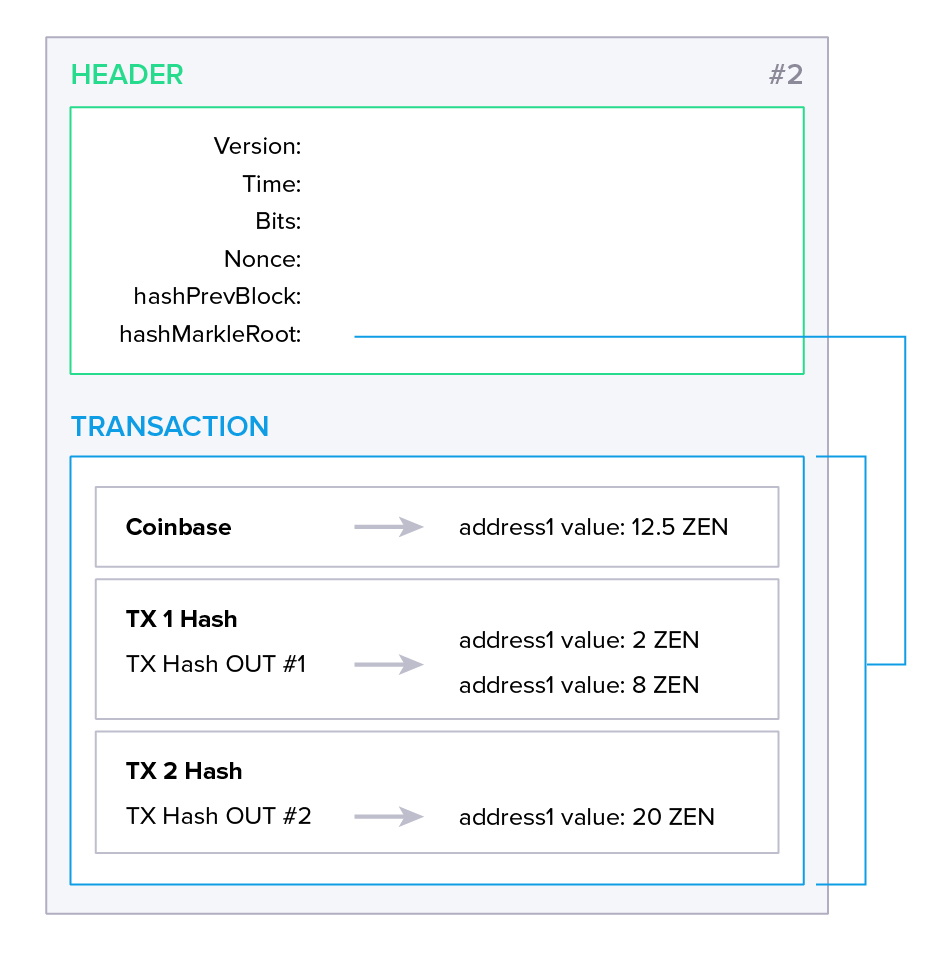 HEADER #2
Version:
Time:
Bits:
Nonce:
hashPrevBlock:
hashMarkleRoot:
TRANSACTION
Coinbase address1 value: 12.5 ZEN
TX 1 Hash
address1 value: 2 ZEN
TX Hash OUT #1
address1 value: 8 ZEN
TX 2 Hash
TX Hash OUT #2 address1 value: 20 ZEN